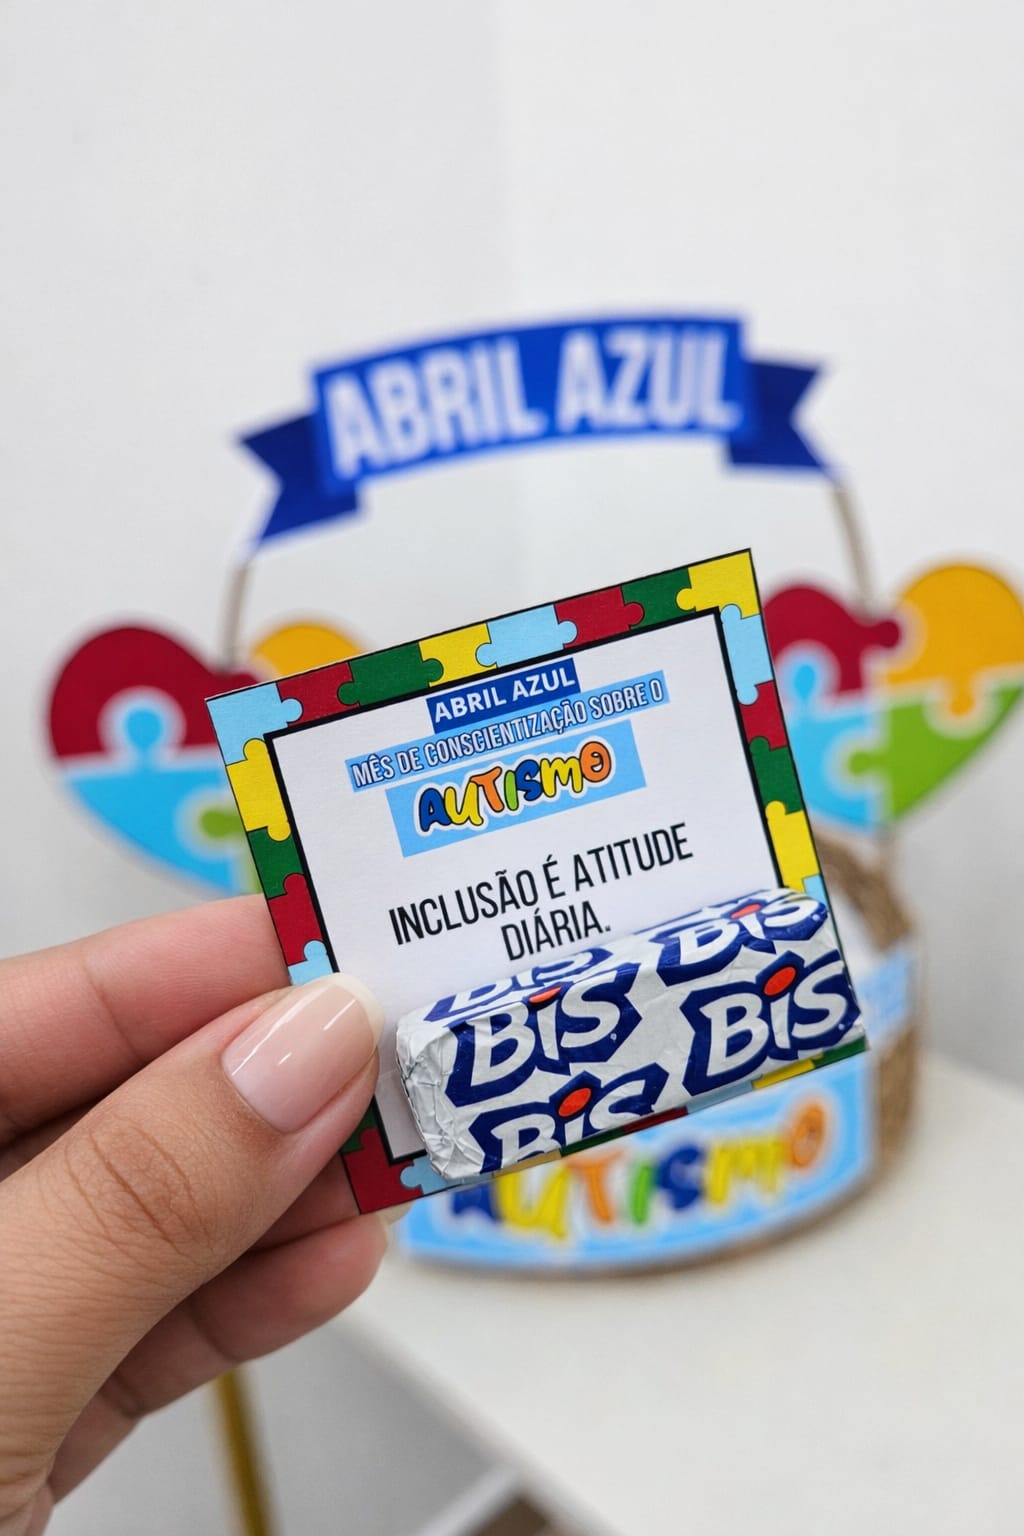 ABRIL AZUL
ABRIL AZUL
MÊS DE CONSCIENTIZAÇÃO SOBRE O
AUTISMO
INCLUSÃO É ATITUDE
DIÁRIA.
BIS BIS
BIS BIS
BIS
AUTISMO